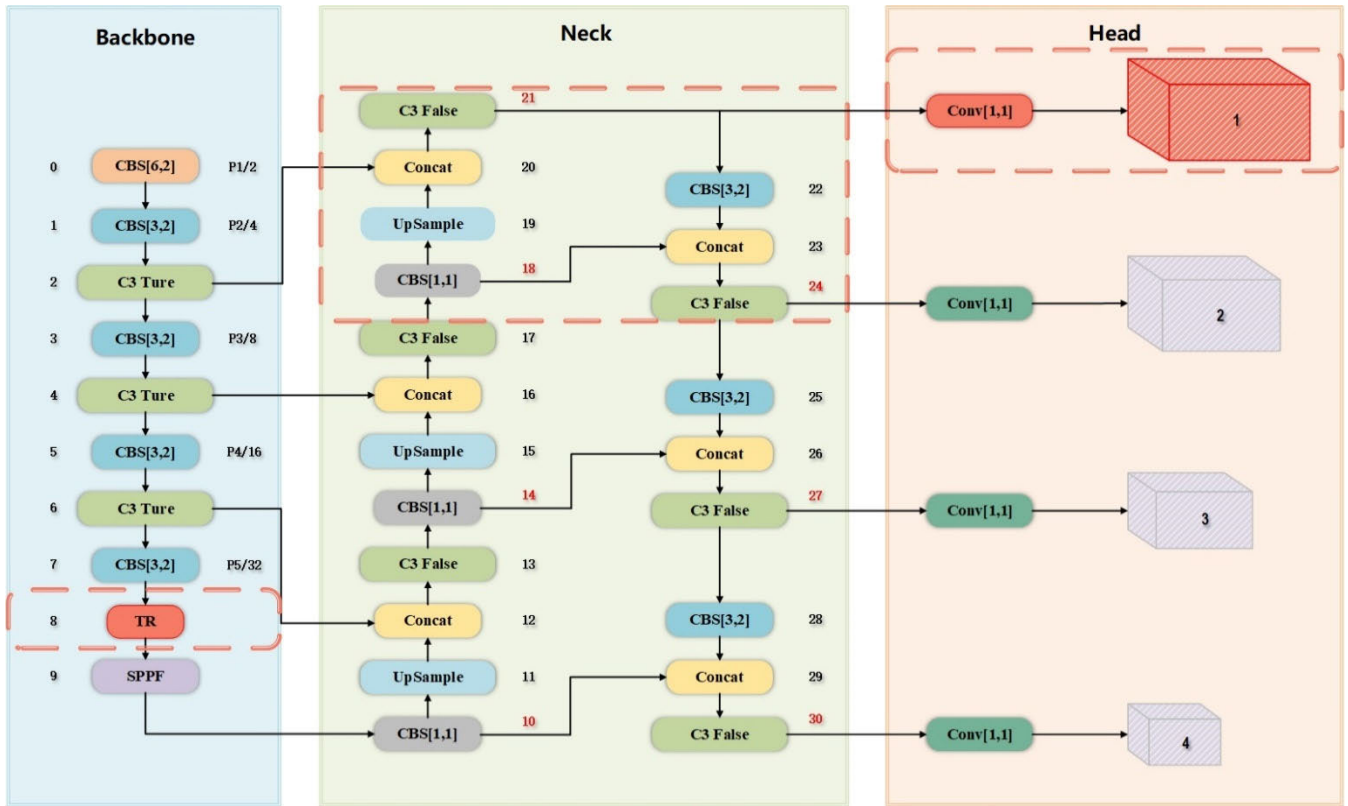 Backbone
0 CBS[6,2] P1/2
1 CBS[3,2] P2/4
2 C3 Ture
3 CBS[3,2] P3/8
4 C3 Ture
5 CBS[3,2] P4/16
6 C3 Ture
7 CBS[3,2] P5/32
8 TR
9 SPPF
Neck
C3 False 21
Concat 20
UpSample 19
CBS[1,1] 18
C3 False 17
Concat 16
UpSample 15
CBS[1,1] 14
C3 False 13
Concat 12
UpSample 11
CBS[1,1] 10
CBS[3,2] 22
Concat 23
C3 False 24
CBS[3,2] 25
Concat 26
C3 False 27
CBS[3,2] 28
Concat 29
C3 False 30
Head
Conv[1,1] 1
Conv[1,1] 2
Conv[1,1] 3
Conv[1,1] 4